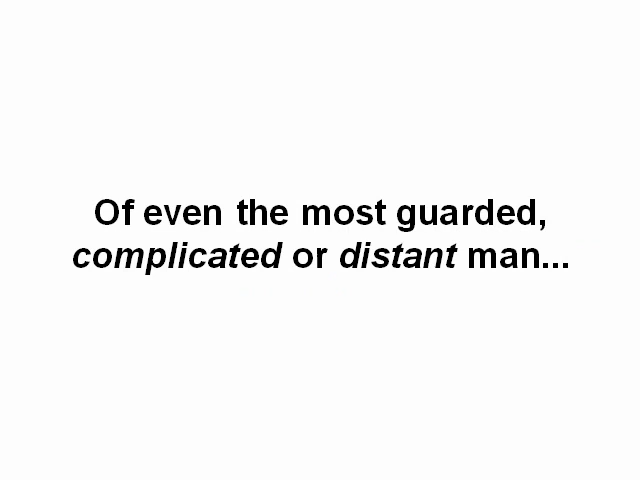 Of even the most guarded,
complicated or distant man...